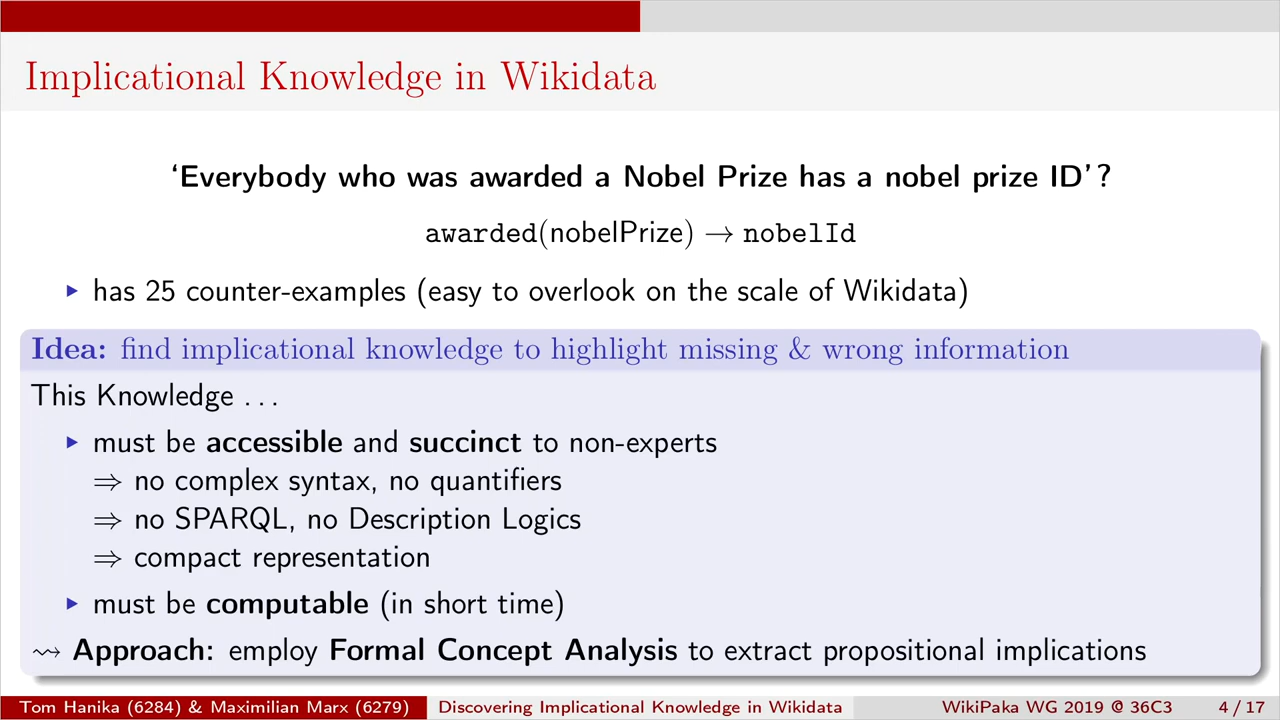 Implicational Knowledge in Wikidata
‘Everybody who was awarded a Nobel Prize has a nobel prize ID’?
awarded(nobelPrize) → nobelId
▸ has 25 counter-examples (easy to overlook on the scale of Wikidata)
Idea: find implicational knowledge to highlight missing & wrong information
This Knowledge . . .
▸ must be accessible and succinct to non-experts
⇒ no complex syntax, no quantifiers
⇒ no SPARQL, no Description Logics
⇒ compact representation
▸ must be computable (in short time)
⇝ Approach: employ Formal Concept Analysis to extract propositional implications
Tom Hanika (6284) & Maximilian Marx (6279) Discovering Implicational Knowledge in Wikidata WikiPaka WG 2019 @ 36C3 4 / 17